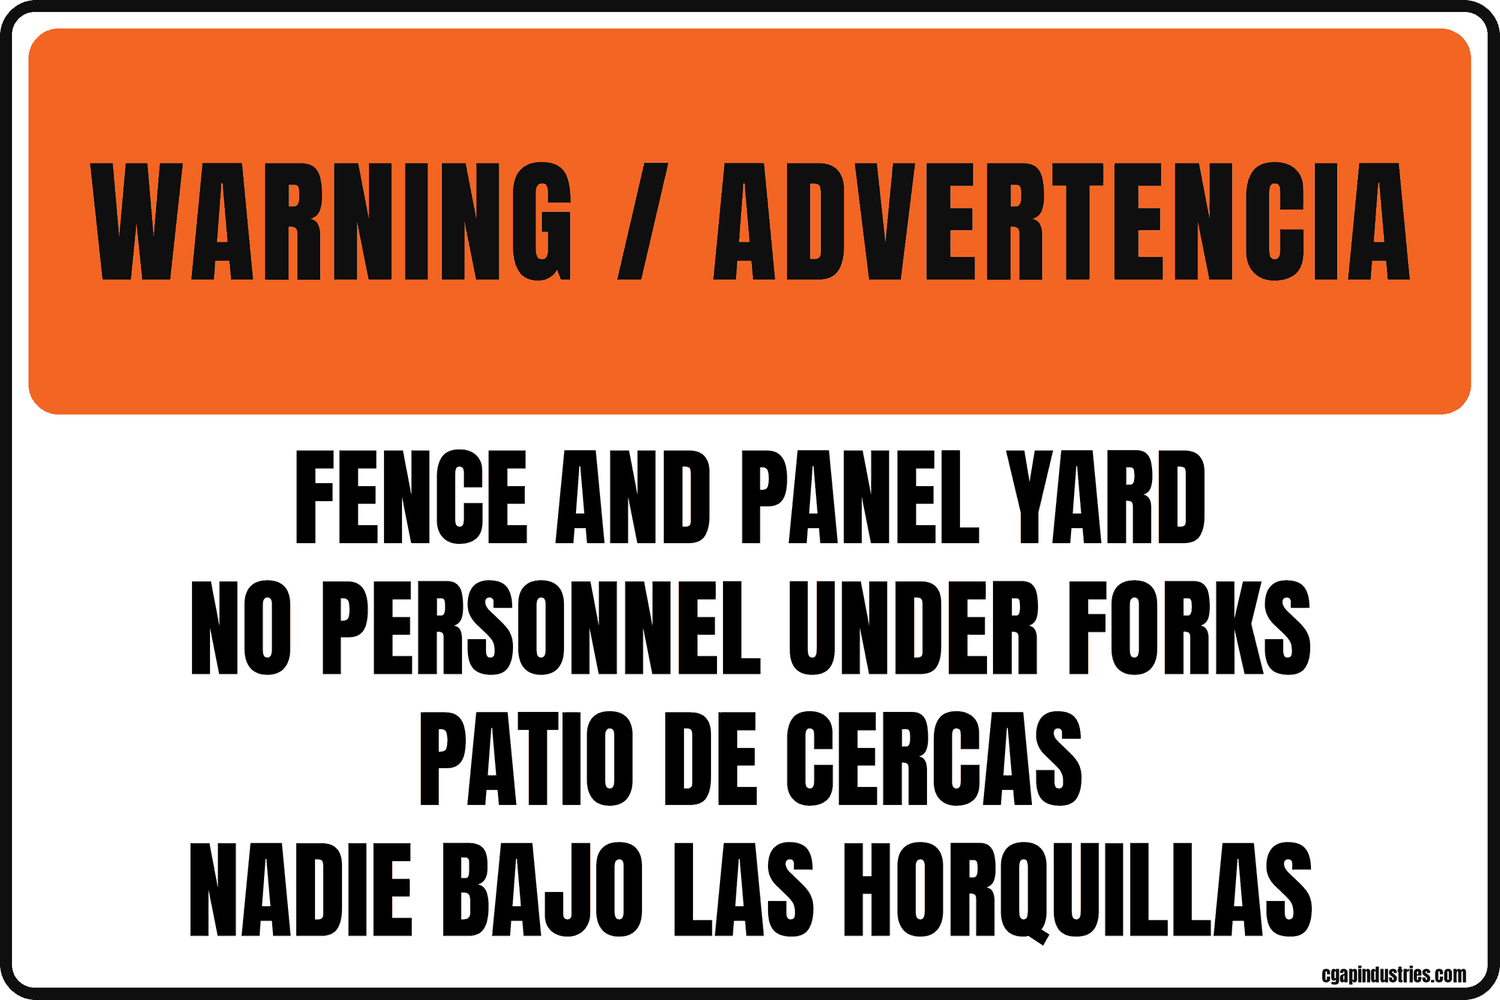 WARNING / ADVERTENCIA
FENCE AND PANEL YARD
NO PERSONNEL UNDER FORKS
PATIO DE CERCAS
NADIE BAJO LAS HORQUILLAS
cgapindustries.com